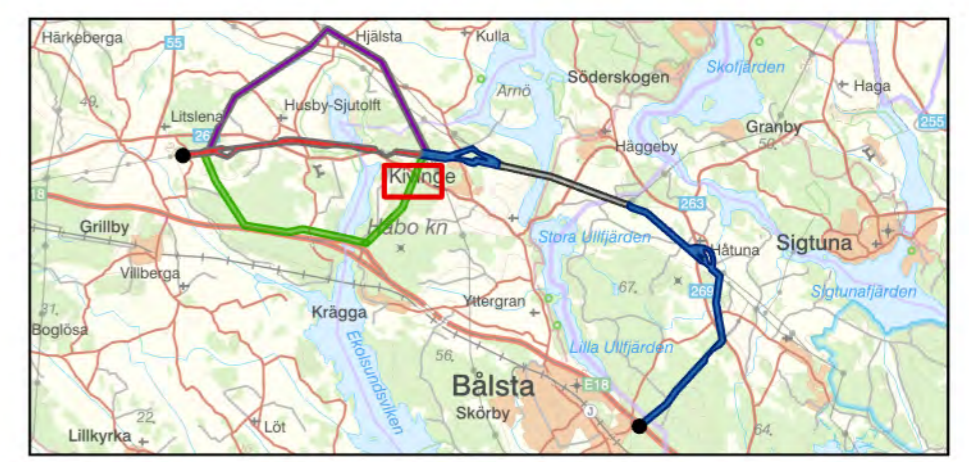 Härkeberga
55
Hjälsta
Kulla
Skofjärden
Söderskogen
Haga
49.
Arnö
Husby-Sjutolft
Litslena
Granby
255
50.
Häggeby
Kivinge
18
263
Grillby
Håbo kn
Stora Ullfjärden
Håtuna
Sigtuna
Villberga
67.
269
Sigtunafjärden
31.
Yttergran
Krägga
Boglösa
Lilla Ullfjärden
56.
Ekolsundsviken
Bålsta
E18
Skörby
22.
J
Löt
64.
Lillkyrka